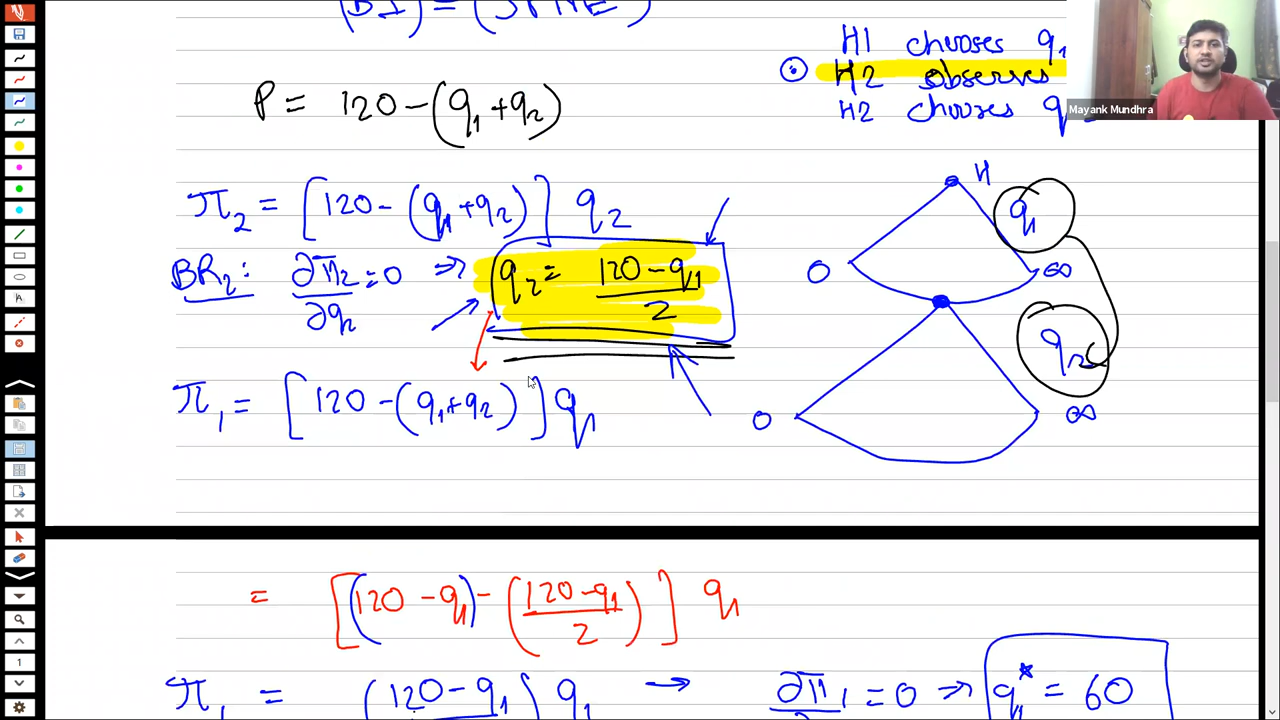 (BI) = (SPNE)
H1 chooses q1
H2 observes
H2 chooses q
Mayank Mundhra
P = 120 - (q1+q2)
π2 = [120 - (q1+q2)] q2
BR2: ∂π2/∂q2 = 0 ⇒ q2 = (120 - q1)/2
π1 = [120 - (q1+q2)] q1
H
q1
0 ∞
q2
0 ∞
= [(120 - q1) - (120 - q1/2)] q1
π1 = (120 - q1) q1 → ∂π1 = 0 ⇒ q1* = 60
1